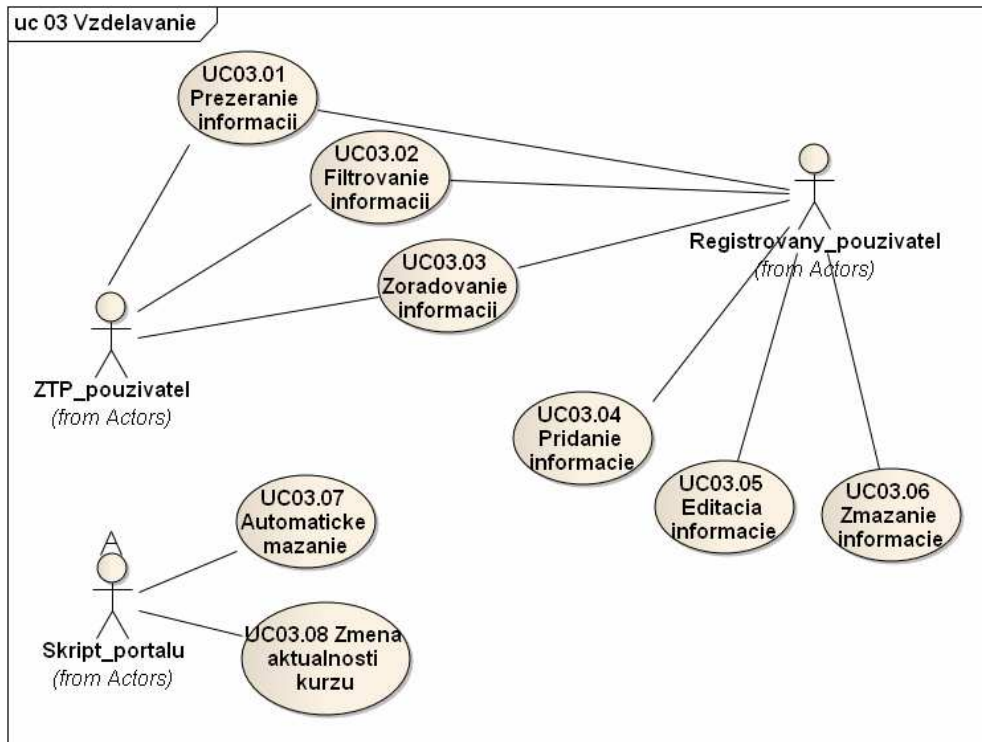 uc 03 Vzdelavanie
UC03.01
Prezeranie
informacii
UC03.02
Filtrovanie
informacii
UC03.03
Zoradovanie
informacii
Registrovany_pouzivatel
(from Actors)
ZTP_pouzivatel
(from Actors)
UC03.04
Pridanie
informacie
UC03.05
Editacia
informacie
UC03.06
Zmazanie
informacie
UC03.07
Automaticke
mazanie
Skript_portalu
(from Actors)
UC03.08 Zmena
aktualnosti
kurzu